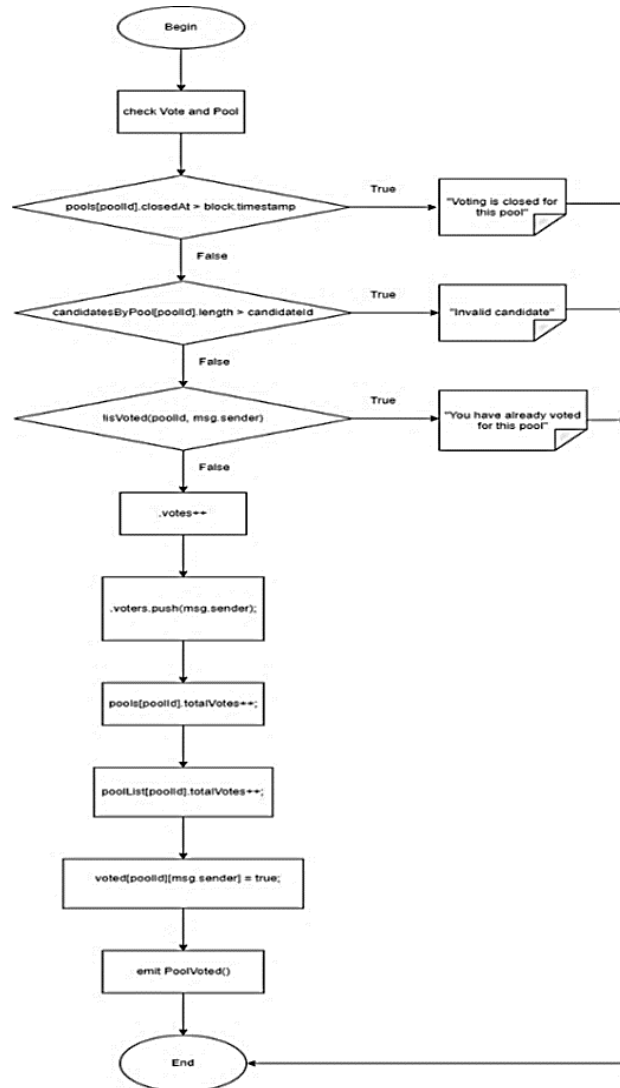 Begin
check Vote and Pool
pools[poolId].closedAt > block.timestamp
True
"Voting is closed for
this pool"
False
candidatesByPool[poolId].length > candidateId
True
"Invalid candidate"
False
!isVoted(poolId, msg.sender)
True
"You have already voted
for this pool"
False
.votes++
.voters.push(msg.sender);
pools[poolId].totalVotes++;
poolList[poolId].totalVotes++;
voted[poolId][msg.sender] = true;
emit PoolVoted()
End